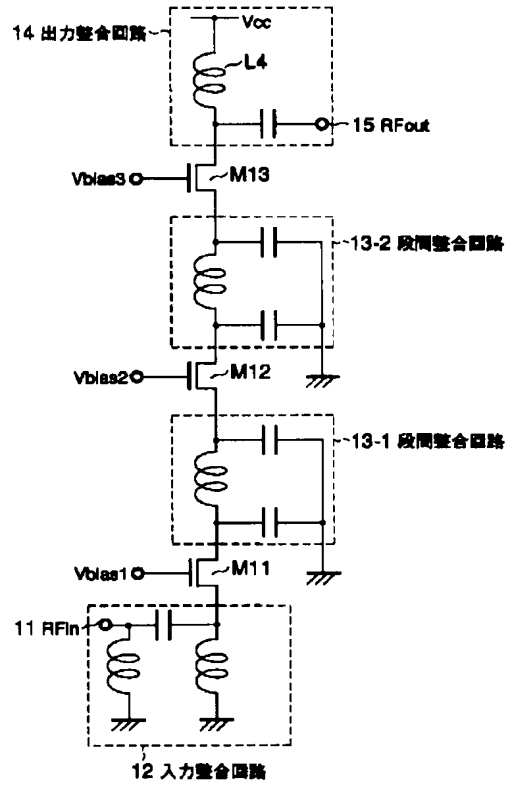 Vcc
14 出力整合回路
L4
15 RFout
Vbias3
M13
13-2 段間整合回路
Vbias2
M12
13-1 段間整合回路
Vbias1
M11
11 RFin
12 入力整合回路